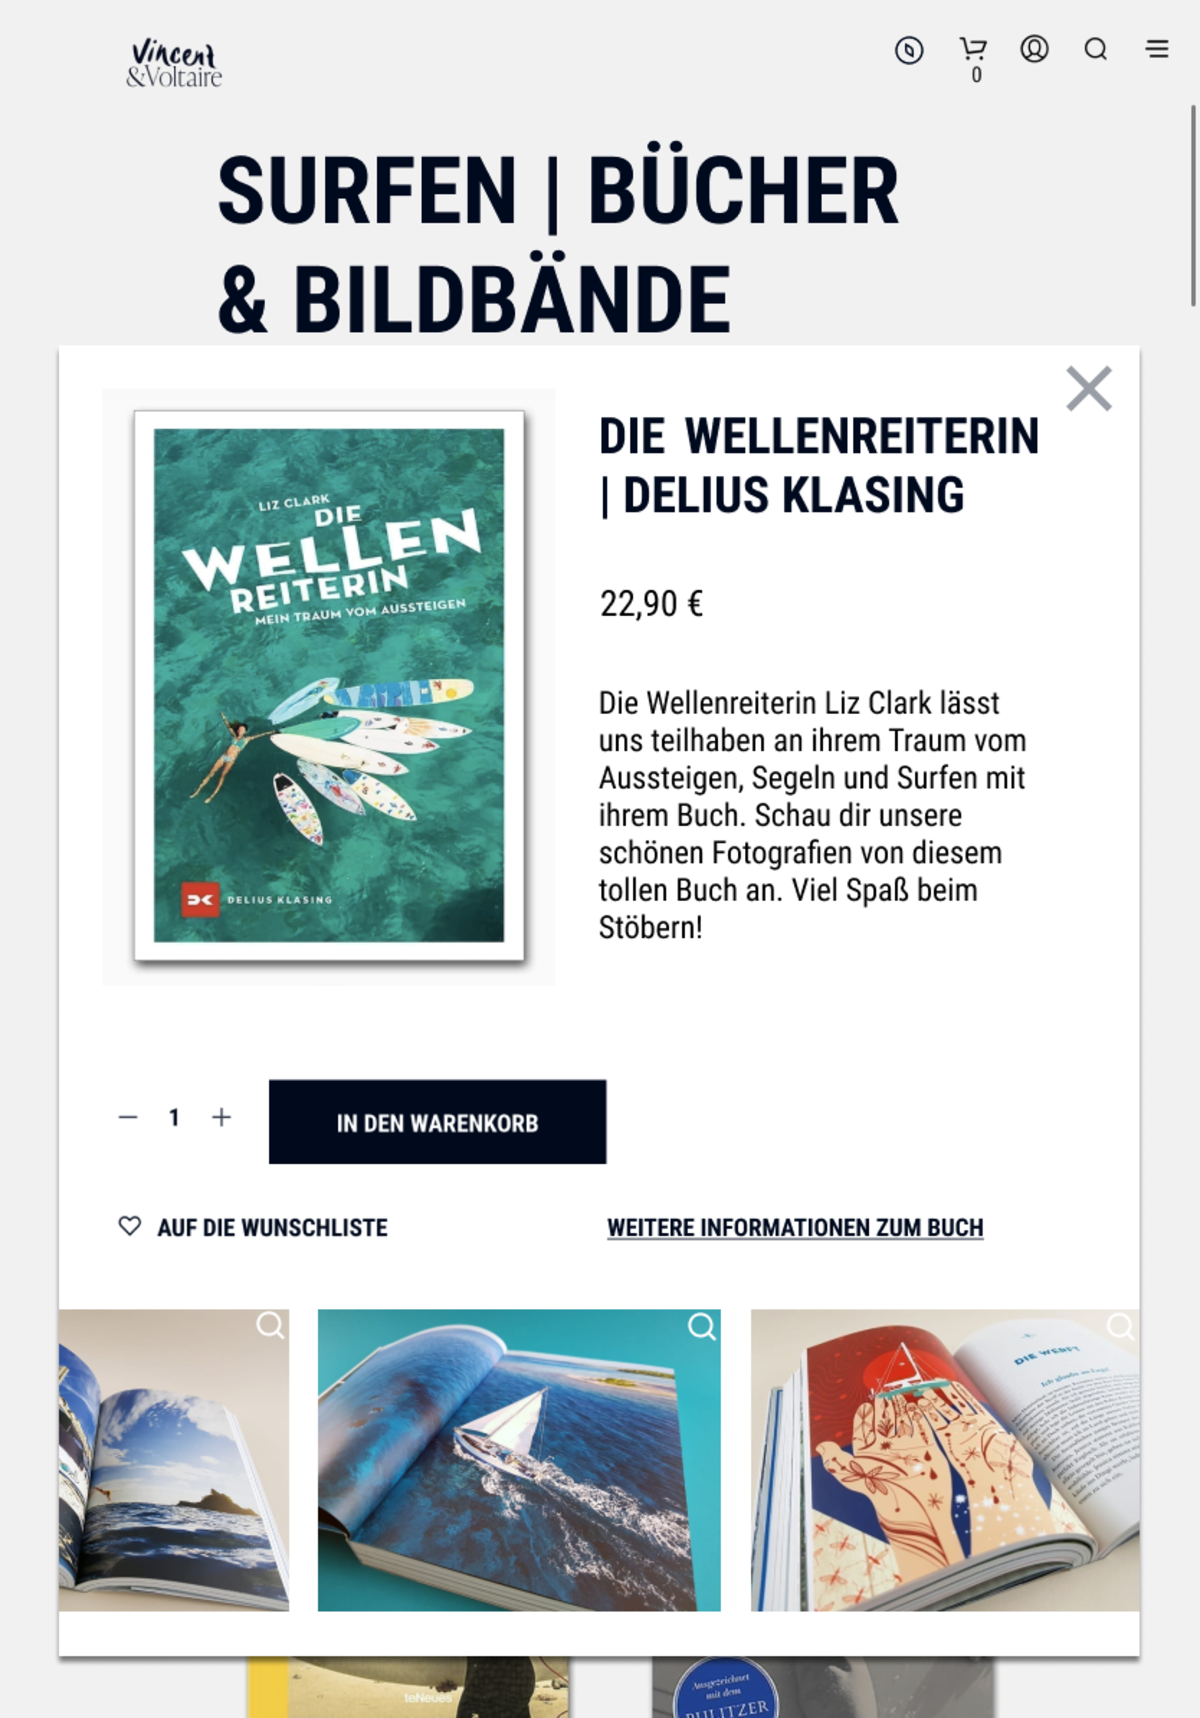 Vincent
&Voltaire
0
SURFEN | BÜCHER
& BILDBÄNDE
LIZ CLARK
DIE
WELLEN
REITERIN
MEIN TRAUM VOM AUSSTEIGEN
DELIUS KLASING
DIE WELLENREITERIN
| DELIUS KLASING
22,90 €
Die Wellenreiterin Liz Clark lässt
uns teilhaben an ihrem Traum vom
Aussteigen, Segeln und Surfen mit
ihrem Buch. Schau dir unsere
schönen Fotografien von diesem
tollen Buch an. Viel Spaß beim
Stöbern!
1
IN DEN WARENKORB
AUF DIE WUNSCHLISTE
WEITERE INFORMATIONEN ZUM BUCH
DIE WERFT
teNeues
Ausgezeichnet
mit dem
PULITZER